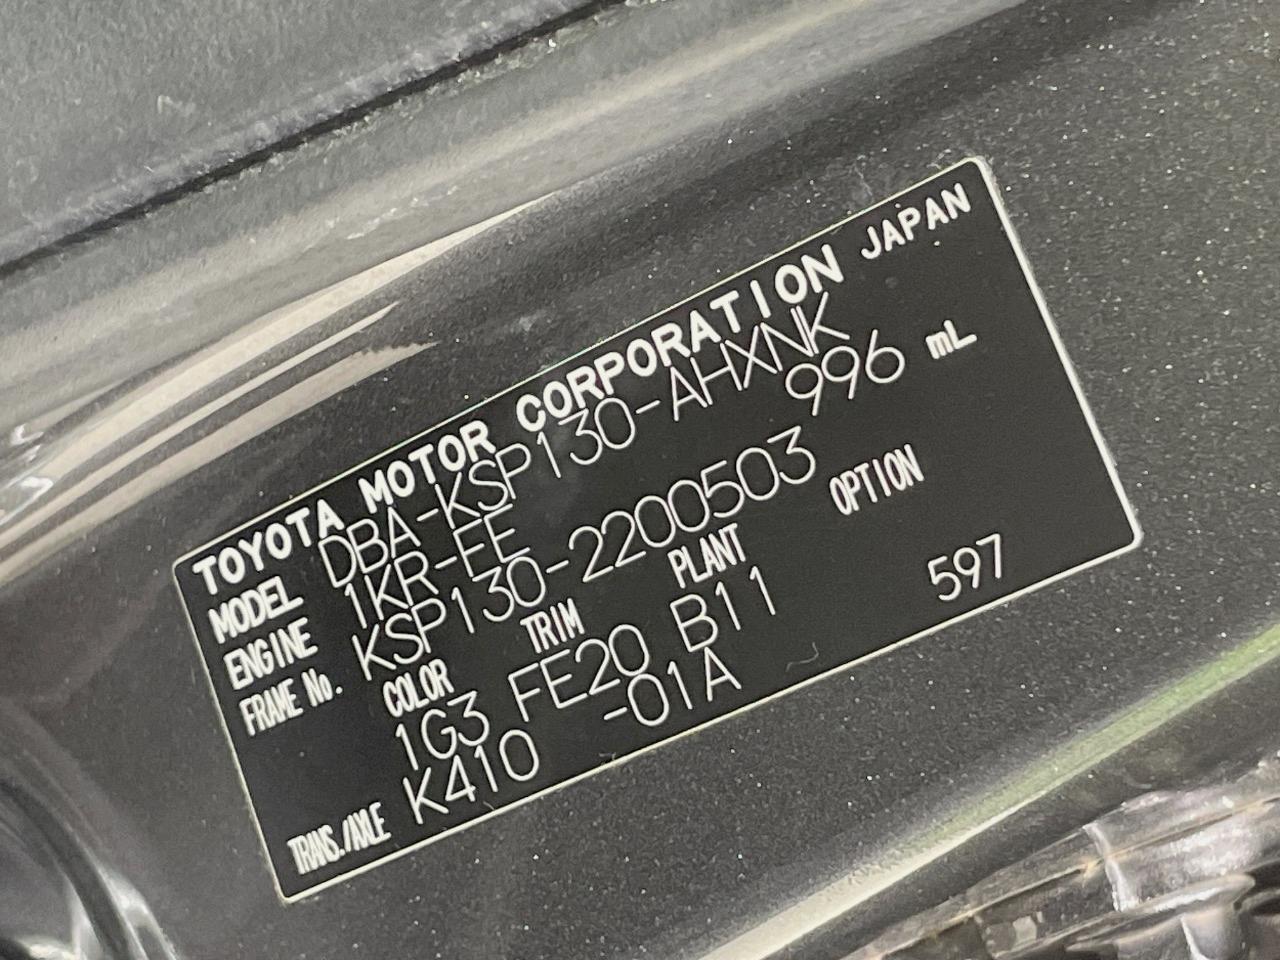 TOYOTA MOTOR CORPORATION JAPAN
MODEL DBA-KSP130-AHXNK
ENGINE 1KR-FE 996 mL
FRAME No. KSP130-2200503
COLOR TRIM PLANT OPTION
1G3 FE20 B11
TRANS./AXLE K410 -01A 597